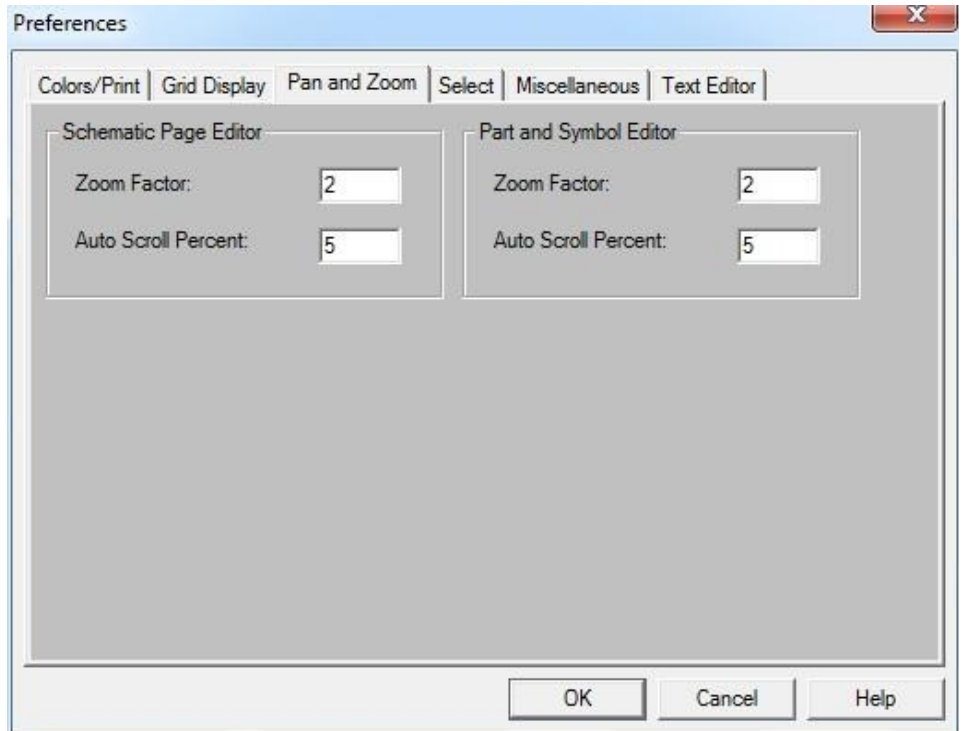 Preferences
X
Colors/Print Grid Display Pan and Zoom Select Miscellaneous Text Editor
Schematic Page Editor
Zoom Factor: 2
Auto Scroll Percent: 5
Part and Symbol Editor
Zoom Factor: 2
Auto Scroll Percent: 5
OK Cancel Help